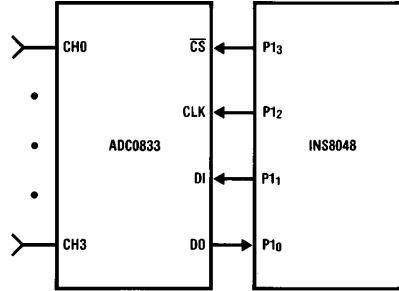 CH0 CS P1₃
CLK P1₂
ADC0833 INS8048
DI P1₁
CH3 DO P1₀